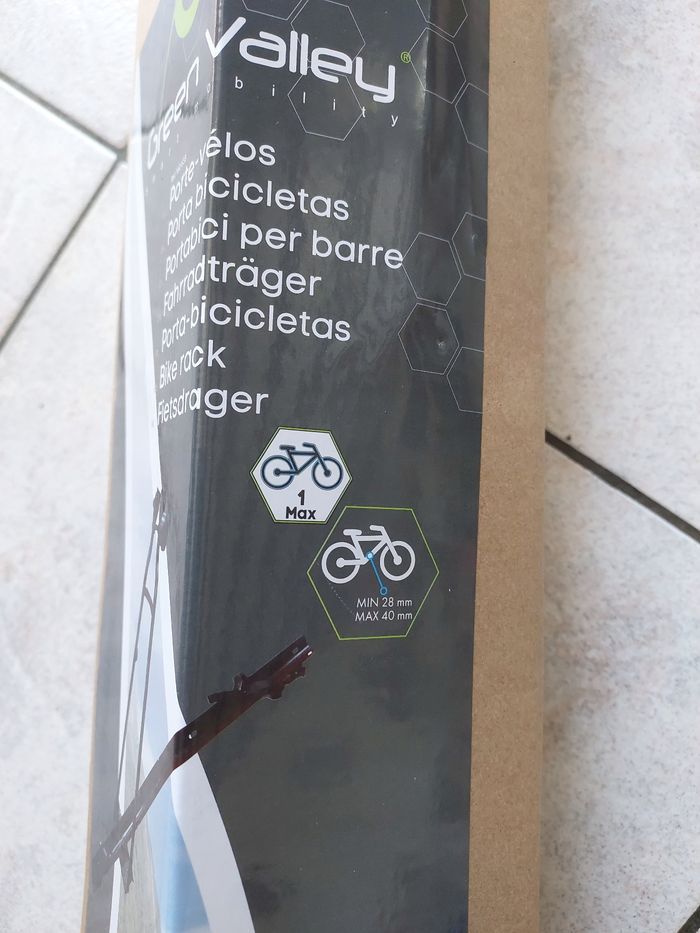 Green Valley®
mobility
Porte-vélos
Porta bicicletas
Portabici per barre
Fahrradträger
Porta-bicicletas
Bike rack
Fietsdrager
1
Max
MIN 28 mm
MAX 40 mm